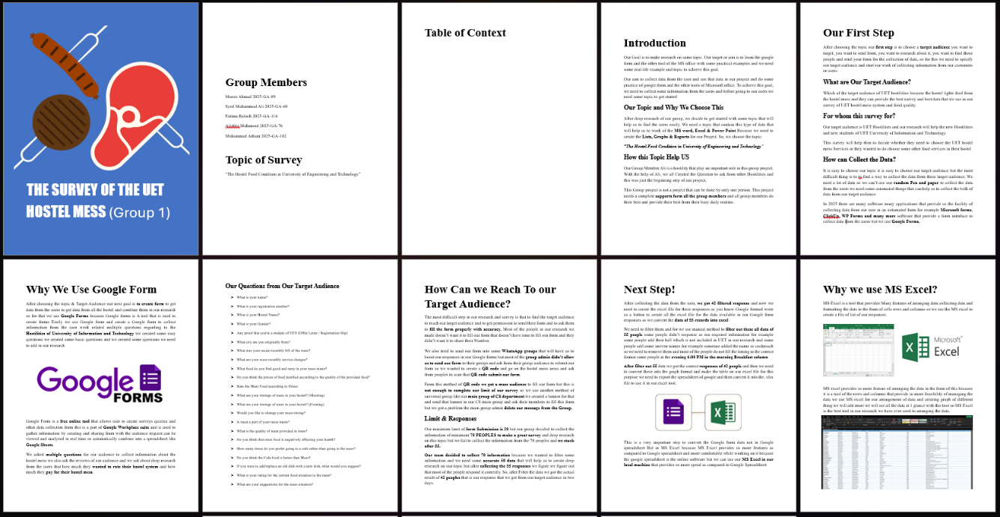 THE SURVEY OF THE UET
HOSTEL MESS (Group 1)
Group Members
Moeez Ahmad 2025-GA-09
Syed Muhammad Ali 2025-GA-68
Fatima Baloch 2025-GA-116
Mahmood 2025-GA-76
Muhammad Arham 2025-GA-102
Topic of Survey
"The Hostel Food Condition in University of Engineering and Technology"
Table of Context
Introduction
Our Goal is to make research on some topic. Our target or aim is to learn the google
form and the other tool of the MS office with some practical examples and we
need some real-life example and topic to achieve this goal.
Our aim to collect data from the user and use that data in our project and do some
practice of google form and the other tools of Microsoft office. To achieve this goal,
we need to collect some information from the users and before going to our users we
need some topic to get started
Our Topic and Why We Choose This
After deep research of our group, we decide to get started with some topic that will
help us to find the users easily. We need a topic that contain this type of data that
will help us to work of the MS word, Excel & Power Point Because we need to
create the Lists, Graphs & Reports for our Project. So, we choose the topic:
"The Hostel Food Condition in University of Engineering and Technology"
How this Topic Help US
Our Group Member Ali is a hostility that play an important role in this group project.
With the help of Ali, we all Created the Question to ask from other Hostilities and
this was just the beginning step of our project.
This Group project is not a project that can be done by only one person. This project
needs a complete supports form all the group members and all group members do
their best and provide their best from their busy daily routine.
Our First Step
After choosing the topic our first step is to choose a target audience you want to
target, you want to send form, you want to research about it, you want to find those
people and send your form for the collection of data, so for this we need to specify
our target audience and start our work of collecting information from our customers
or users.
What are Our Target Audience?
Which of the target audience of UET hostilities because the hostel lights feed from
the hostel mess and they can provide the best survey and best data that we use in our
survey of UET hostel mess system and food quality.
For whom this survey for?
Our target audience is UET Hostilities and our research will help the new Hostilities
and new students of UET University of Information and Technology.
This survey will help them to decide whether they need to choose the UET hostel
mess Services or they wanted to do choose some other food services in their hostel
How can Collect the Data?
It is easy to choose our topic it is easy to choose our target audience but the most
difficult thing is to find a way to collect the data from these target audience. We
need a lot of data so we can't use our random Pen and paper to collect the data
from the users we need some automated things that can help us to collect the bulk of
data from our target audience
In 2025 there are many software many applications that provide us the facility of
collecting data from our user in an automated form for example Microsoft forms,
ClickUp, WP Forms and many more software that provide a form interface to
collect data from the users but we use Google Forms.
Why We Use Google Form
After choosing the topic & Target Audience our next goal is to create form to get
data from the users to get data from all the hostel and combine them in our research
so for that we use Google Forms because Google forms is A tool that is used to
create forms Easily we use Google form and create a Google form to collect
information from the user work related multiple questions regarding to the
Hostilities of University of Information and Technology we created some easy
questions we created some basic questions and we created some questions we need
to add in our research
Google
FORMS
Google Form is a free online tool that allows user to create surveys quizzes and
other data collection form this is a part of Google Workplace suite and is used to
gather information by creating and sharing form with the audience request can be
viewed and analyzed in real time or automatically combine into a spreadsheet like
Google Sheets.
We asked multiple questions for our audience to collect information about the
hostel mess we also ask the reviews of our audience and we ask about deep research
from the users how much they wanted to rate their hostel system and how
much they pay for their hostel mess.
Our Questions from Our Target Audience
➤ What is your name?
➤ What is your registration number?
➤ What is your Hostel Name?
➤ What is your Gender?
➤ Any proof that you're a student of UET (Offer Letter / Registration Slip)
➤ What city are you originally from?
➤ What was your recent monthly bill of the mess?
➤ What are your mess monthly service charges?
➤ What food do you find good and tasty in your mess menu?
➤ Do you think the prices of food justified according to the quality of the provided food?
➤ Rate the Mess Food according to Prices
➤ What are your timings of mess in your hostel? (Morning)
➤ What are your timings of mess in your hostel? (Evening)
➤ Would you like to change your mess timing?
➤ Is meat a part of your mess menu?
➤ What is the quality of meat provided in mess?
➤ Do you think that mess food is negatively affecting your health?
➤ How many times do you prefer going to a cafe rather than going to the mess?
➤ Do you think the Cafe food is better than Mess?
➤ If you were to add/replace an old dish with a new dish, what would you suggest?
➤ What is your rating for the current food situation in the mess?
➤ What are your suggestions for the mess situation?
How Can we Reach To our
Target Audience?
The most difficult step in our research and survey is that to find the target audience
to reach our target audience and to get permission to send their form and to ask them
to fill the form properly with accuracy. Most of the people in our research we
made doesn't want it to fill our form that doesn't have time to fill our form and they
didn't want it to share their Number.
We also tried to send our form into some WhatsApp groups that will have us to
boost our responses in our Google forms but most of the group admin didn't allow
us to send our form to their groups and ask from their group audience to submit our
form so we wanted to create a QR code and go on the hostel mess arena and ask
from peoples to scan that QR code submit our form.
From this method of QR code we got a mess audience to fill our form but this is
not enough to complete our limit of our survey so we use another method of
universal group like our main group of CS department we created a banner for that
and send that banner in our CS main group and ask their members to fill this form
but we got a problem the main group admin delete our message from the Group.
Limit & Responses
Our minimum limit of form Submission is 20 but our group decided to collect the
information of minimum 70 PEOPLES to make a great survey and deep research
on this topic but we fail to collect the information from the 70 peoples and we stuck
after 55.
Our team decided to collect 70 information because we wanted to filter some
information and we need some accurate 50 data that will help us to create deep
research on our topic but after collecting the 55 responses we figure we figure out
that most of the peoples respond it correctly. So, after Filter the data we got the actual
result of 42 peoples that is our response that we got from our target audience in two
days.
Next Step!
After collecting the data from the users, we got 42 filtered response and now we
need to create the excel file for these responses as you know Google formed write
us a button to create all the excel file for the data available in our Google form
responses as we convert the data of 55 records into excel
We need to filter them and for we use manual method to filter out these all data of
55 people some people didn't response as our required information for example
some people add their hall which is not included in UET in our research and some
people add some uneven names for example someone added the name as cockroach
so we need to remove them and most of the people do not fill the timing in the correct
format some people at the evening 6:00 PM in the morning Breakfast column
After filter out 55 data we got the correct responses of 42 people and then we need
to convert these into the graph format and make the table on our excel file for this
purpose we need to export the spreadsheet of google and then convert it into the .xlsx
file to use it in our excel tool.
This is a very important step to convert the Google form data not in Google
spreadsheet But in MS Excel because MS Excel provides us more features as
compared to Google spreadsheet and more comfortable while working on it because
the google spreadsheet is the online software but we can use our MS Excel in our
local machine that provides us more speed as compared to Google Spreadsheet
Why we use MS Excel?
MS Excel is a tool that provides Many features of arranging data collecting data and
formatting the data in the form of cells rows and columns so we use the MS excel to
create a file of our responses.
Microsoft
Excel
MS excel provides us more feature of arranging the data in the form of this because
it is a tool of the rows and columns that provide us more feasibility of managing the
data we use MS excel for our arrangement of data and creating graph of different
thing we will add more we will see all the data at 1 glance with this tool so MS Excel
is the best tool in our research we have ever used to arranging the data.